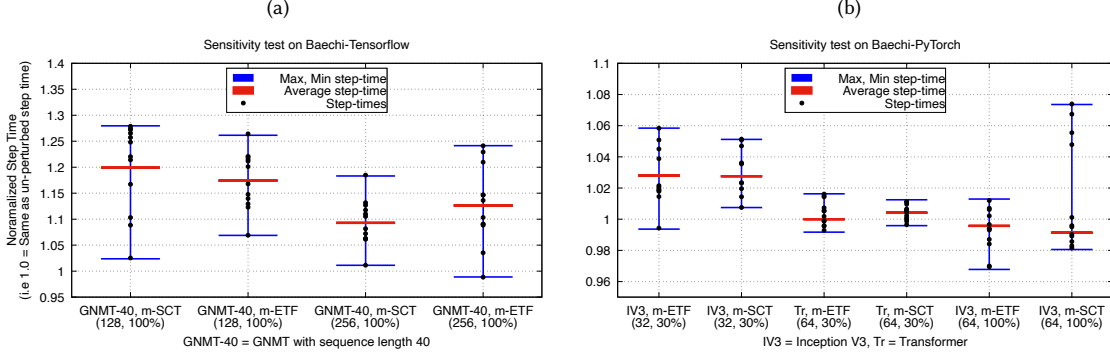 (a)
Sensitivity test on Baechi-Tensorflow
Noramalized Step Time
(i.e 1.0 = Same as un-perturbed step time)
1.4
1.35
1.3
1.25
1.2
1.15
1.1
1.05
1
0.95
Max, Min step-time
Average step-time
Step-times
GNMT-40, m-SCT
(128, 100%)
GNMT-40, m-ETF
(128, 100%)
GNMT-40, m-SCT
(256, 100%)
GNMT-40, m-ETF
(256, 100%)
GNMT-40 = GNMT with sequence length 40
(b)
Sensitivity test on Baechi-PyTorch
1.1
1.08
1.06
1.04
1.02
1
0.98
0.96
Max, Min step-time
Average step-time
Step-times
IV3, m-ETF
(32, 30%)
IV3, m-SCT
(32, 30%)
Tr, m-ETF
(64, 30%)
Tr, m-SCT
(64, 30%)
IV3, m-ETF
(64, 100%)
IV3, m-SCT
(64, 100%)
IV3 = Inception V3, Tr = Transformer